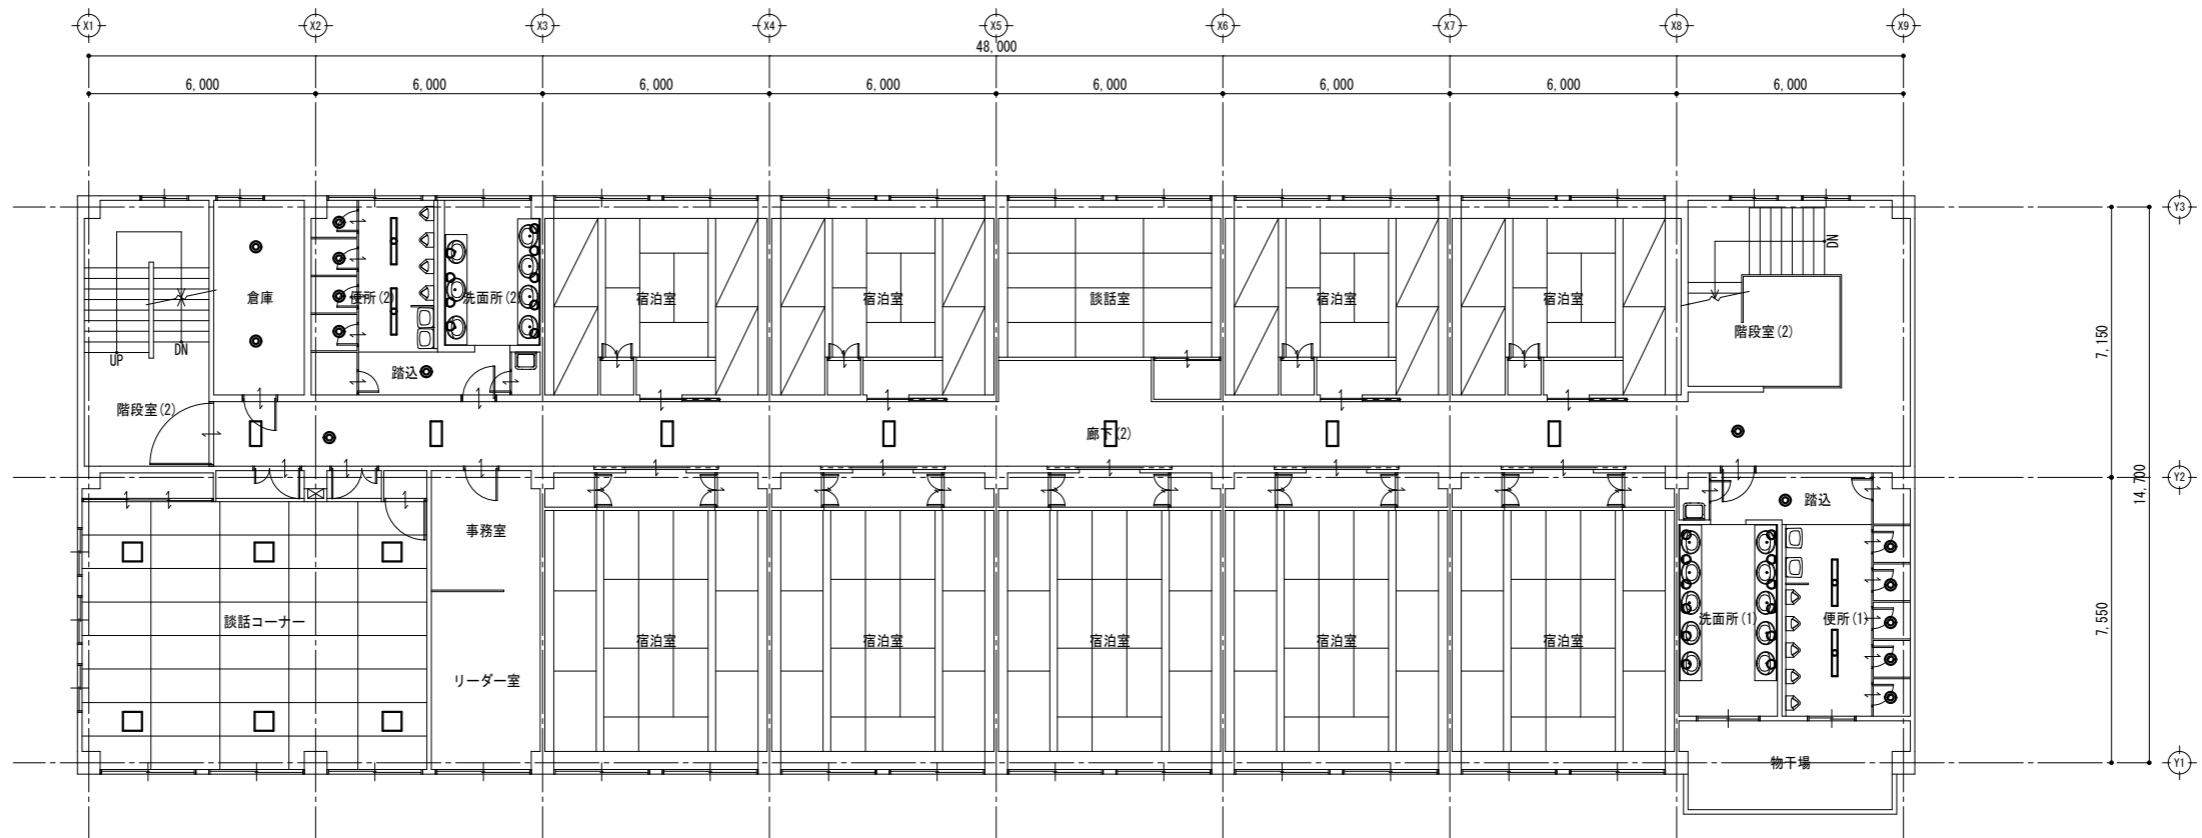 X1 X2 X3 X4 X5 X6 X7 X8 X9
48,000
6,000 6,000 6,000 6,000 6,000 6,000 6,000 6,000
Y3
DN
倉庫 便所(2) 洗面所(2) 宿泊室 宿泊室 談話室 宿泊室 宿泊室
階段室(2)
7,150
UP DN
踏込
階段室(2)
廊下(2)
Y2
14,700
踏込
事務室
談話コーナー
宿泊室 宿泊室 宿泊室 宿泊室 宿泊室
洗面所(1) 便所(1)
7,550
リーダー室
物干場
Y1